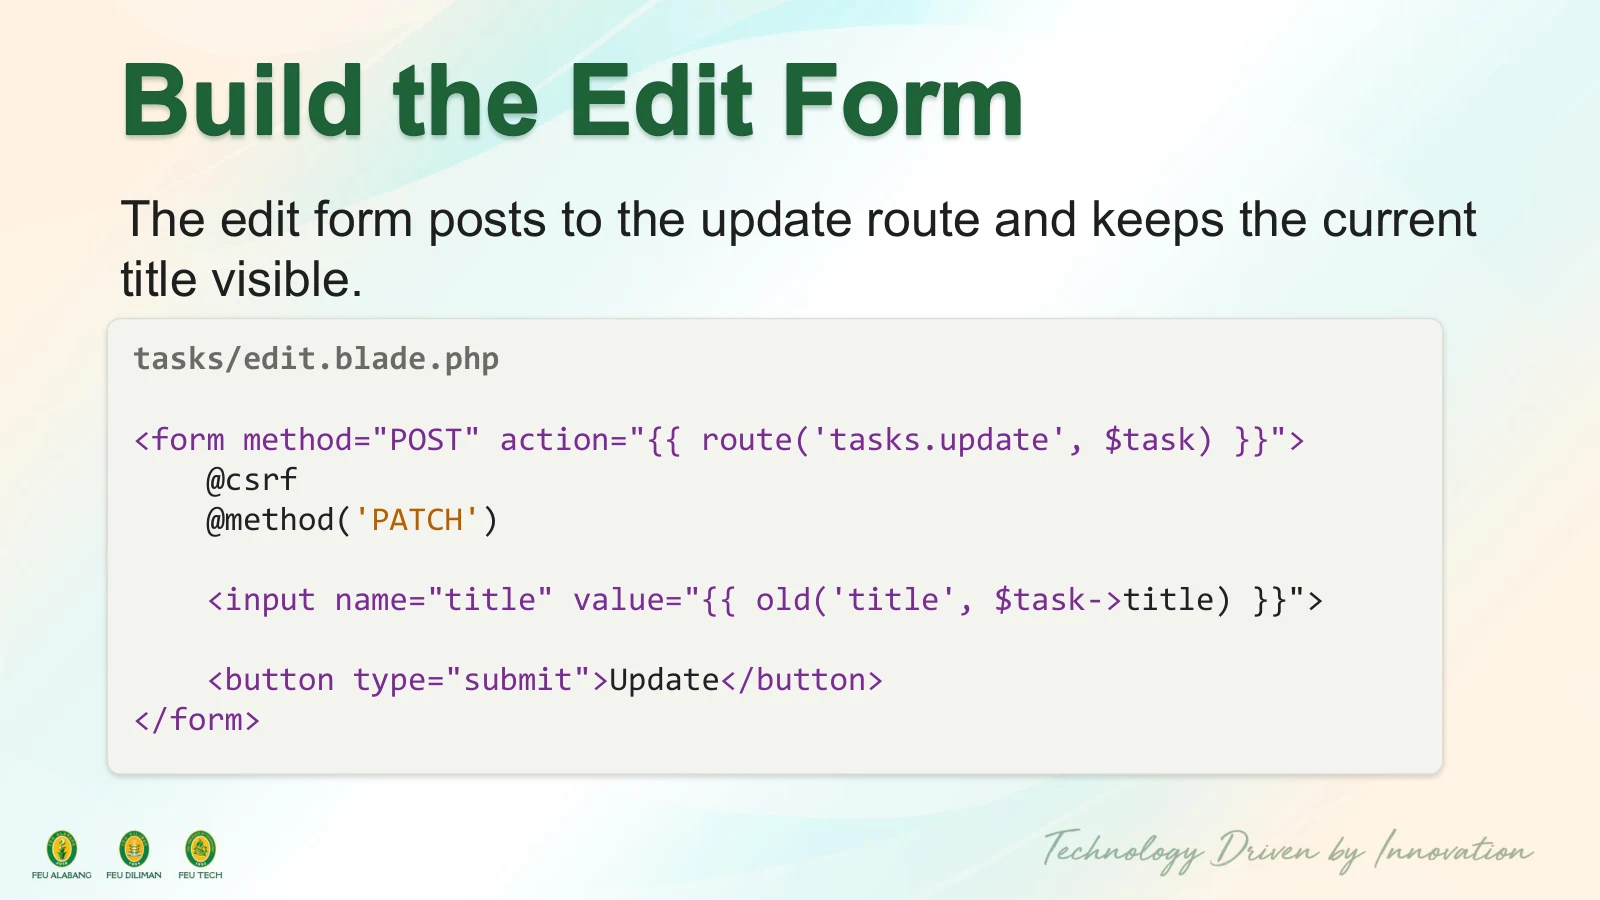 Build the Edit Form
The edit form posts to the update route and keeps the current
title visible.
tasks/edit.blade.php
<form method="POST" action="{{ route('tasks.update', $task) }}">
    @csrf
    @method('PATCH')
    <input name="title" value="{{ old('title', $task->title) }}">
    <button type="submit">Update</button>
</form>
FEU ALABANG
FEU DILIMAN
FEU TECH
Technology Driven by Innovation